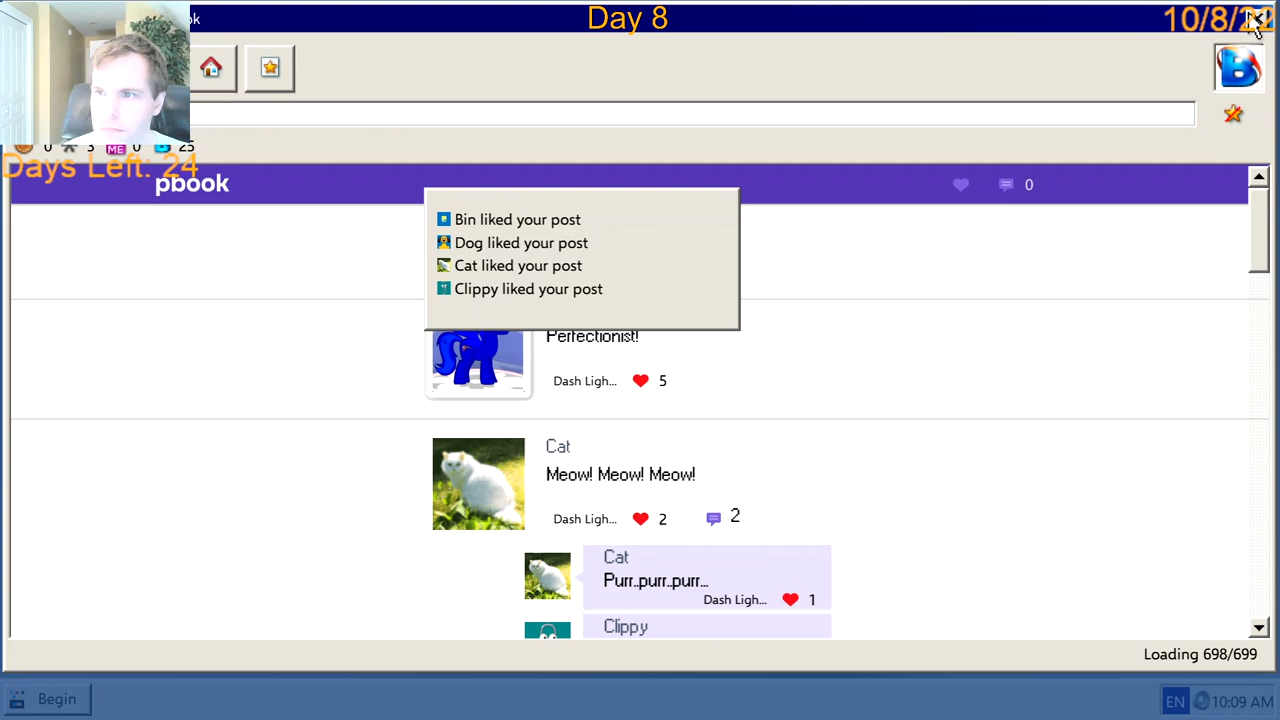 ok
Day 8
10/8/22
0 3 ME 0 25
Days Left: 24
pbook
0
Bin liked your post
Dog liked your post
Cat liked your post
Clippy liked your post
Perfectionist!
Dash Ligh... 5
Cat
Meow! Meow! Meow!
Dash Ligh... 2 2
Cat
Purr..purr..purr...
Dash Ligh... 1
Clippy
Loading 698/699
Begin
EN 10:09 AM